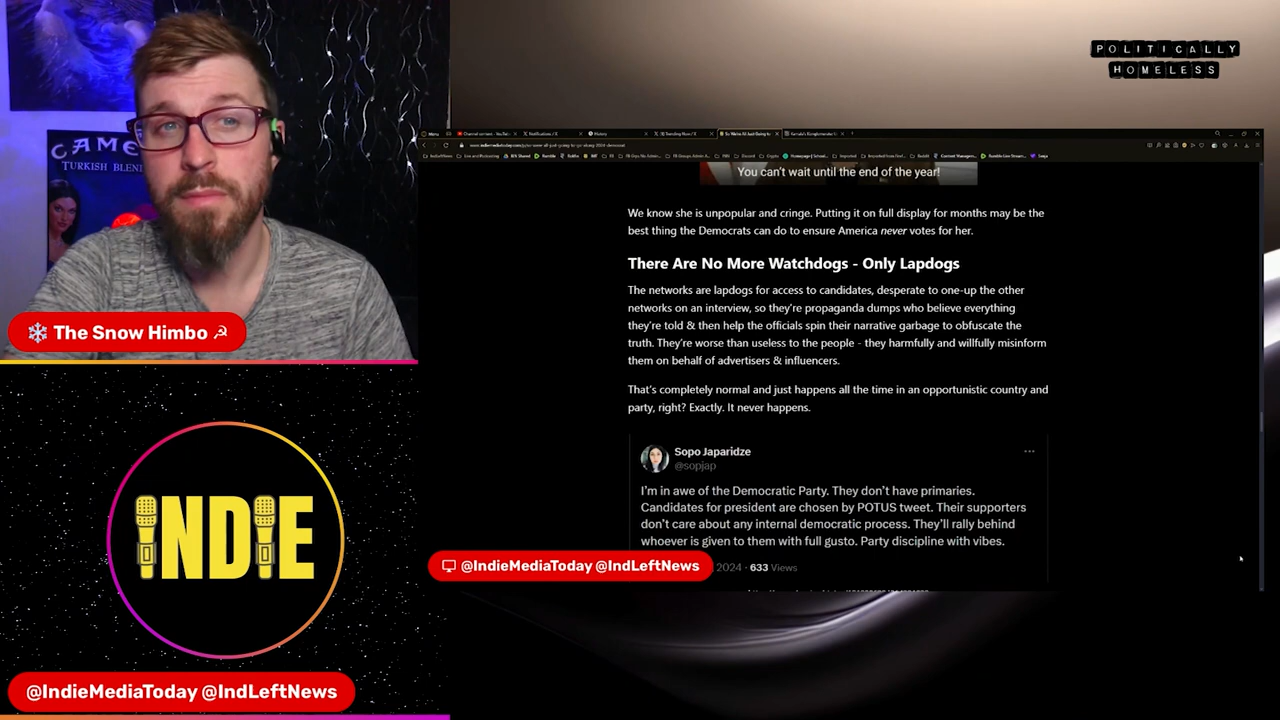 POLITICALLY
HOMELESS
CAME
TURKISH BLEN
❄ The Snow Himbo ☭
INDIE
@IndieMediaToday @IndLeftNews
You can't wait until the end of the year!
We know she is unpopular and cringe. Putting it on full display for months may be the
best thing the Democrats can do to ensure America never votes for her.
There Are No More Watchdogs - Only Lapdogs
The networks are lapdogs for access to candidates, desperate to one-up the other
networks on an interview, so they're propaganda dumps who believe everything
they're told & then help the officials spin their narrative garbage to obfuscate the
truth. They're worse than useless to the people - they harmfully and willfully misinform
them on behalf of advertisers & influencers.
That's completely normal and just happens all the time in an opportunistic country and
party, right? Exactly. It never happens.
Sopo Japaridze
@sopjap
I'm in awe of the Democratic Party. They don't have primaries.
Candidates for president are chosen by POTUS tweet. Their supporters
don't care about any internal democratic process. They'll rally behind
whoever is given to them with full gusto. Party discipline with vibes.
2024 · 633 Views
@IndieMediaToday @IndLeftNews